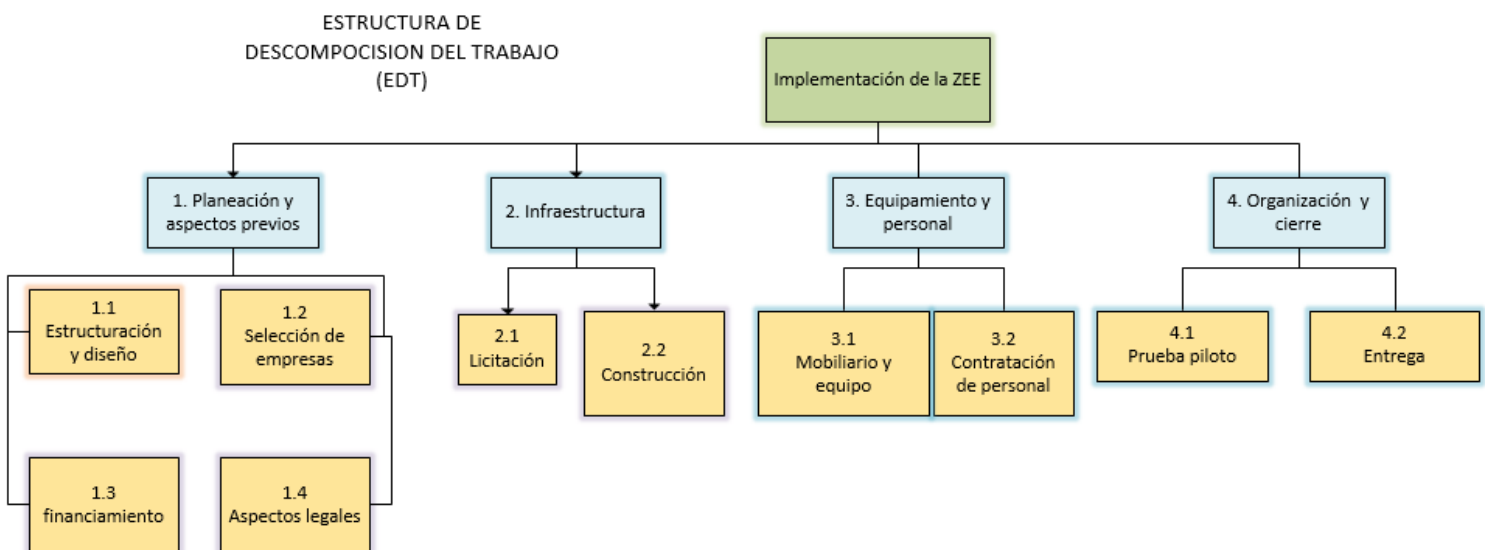 ESTRUCTURA DE
DESCOMPOCISION DEL TRABAJO
(EDT)
Implementación de la ZEE
1. Planeación y
aspectos previos
2. Infraestructura
3. Equipamiento y
personal
4. Organización y
cierre
1.1
Estructuración
y diseño
1.2
Selección de
empresas
2.1
Licitación
2.2
Construcción
3.1
Mobiliario y
equipo
3.2
Contratación
de personal
4.1
Prueba piloto
4.2
Entrega
1.3
financiamiento
1.4
Aspectos legales